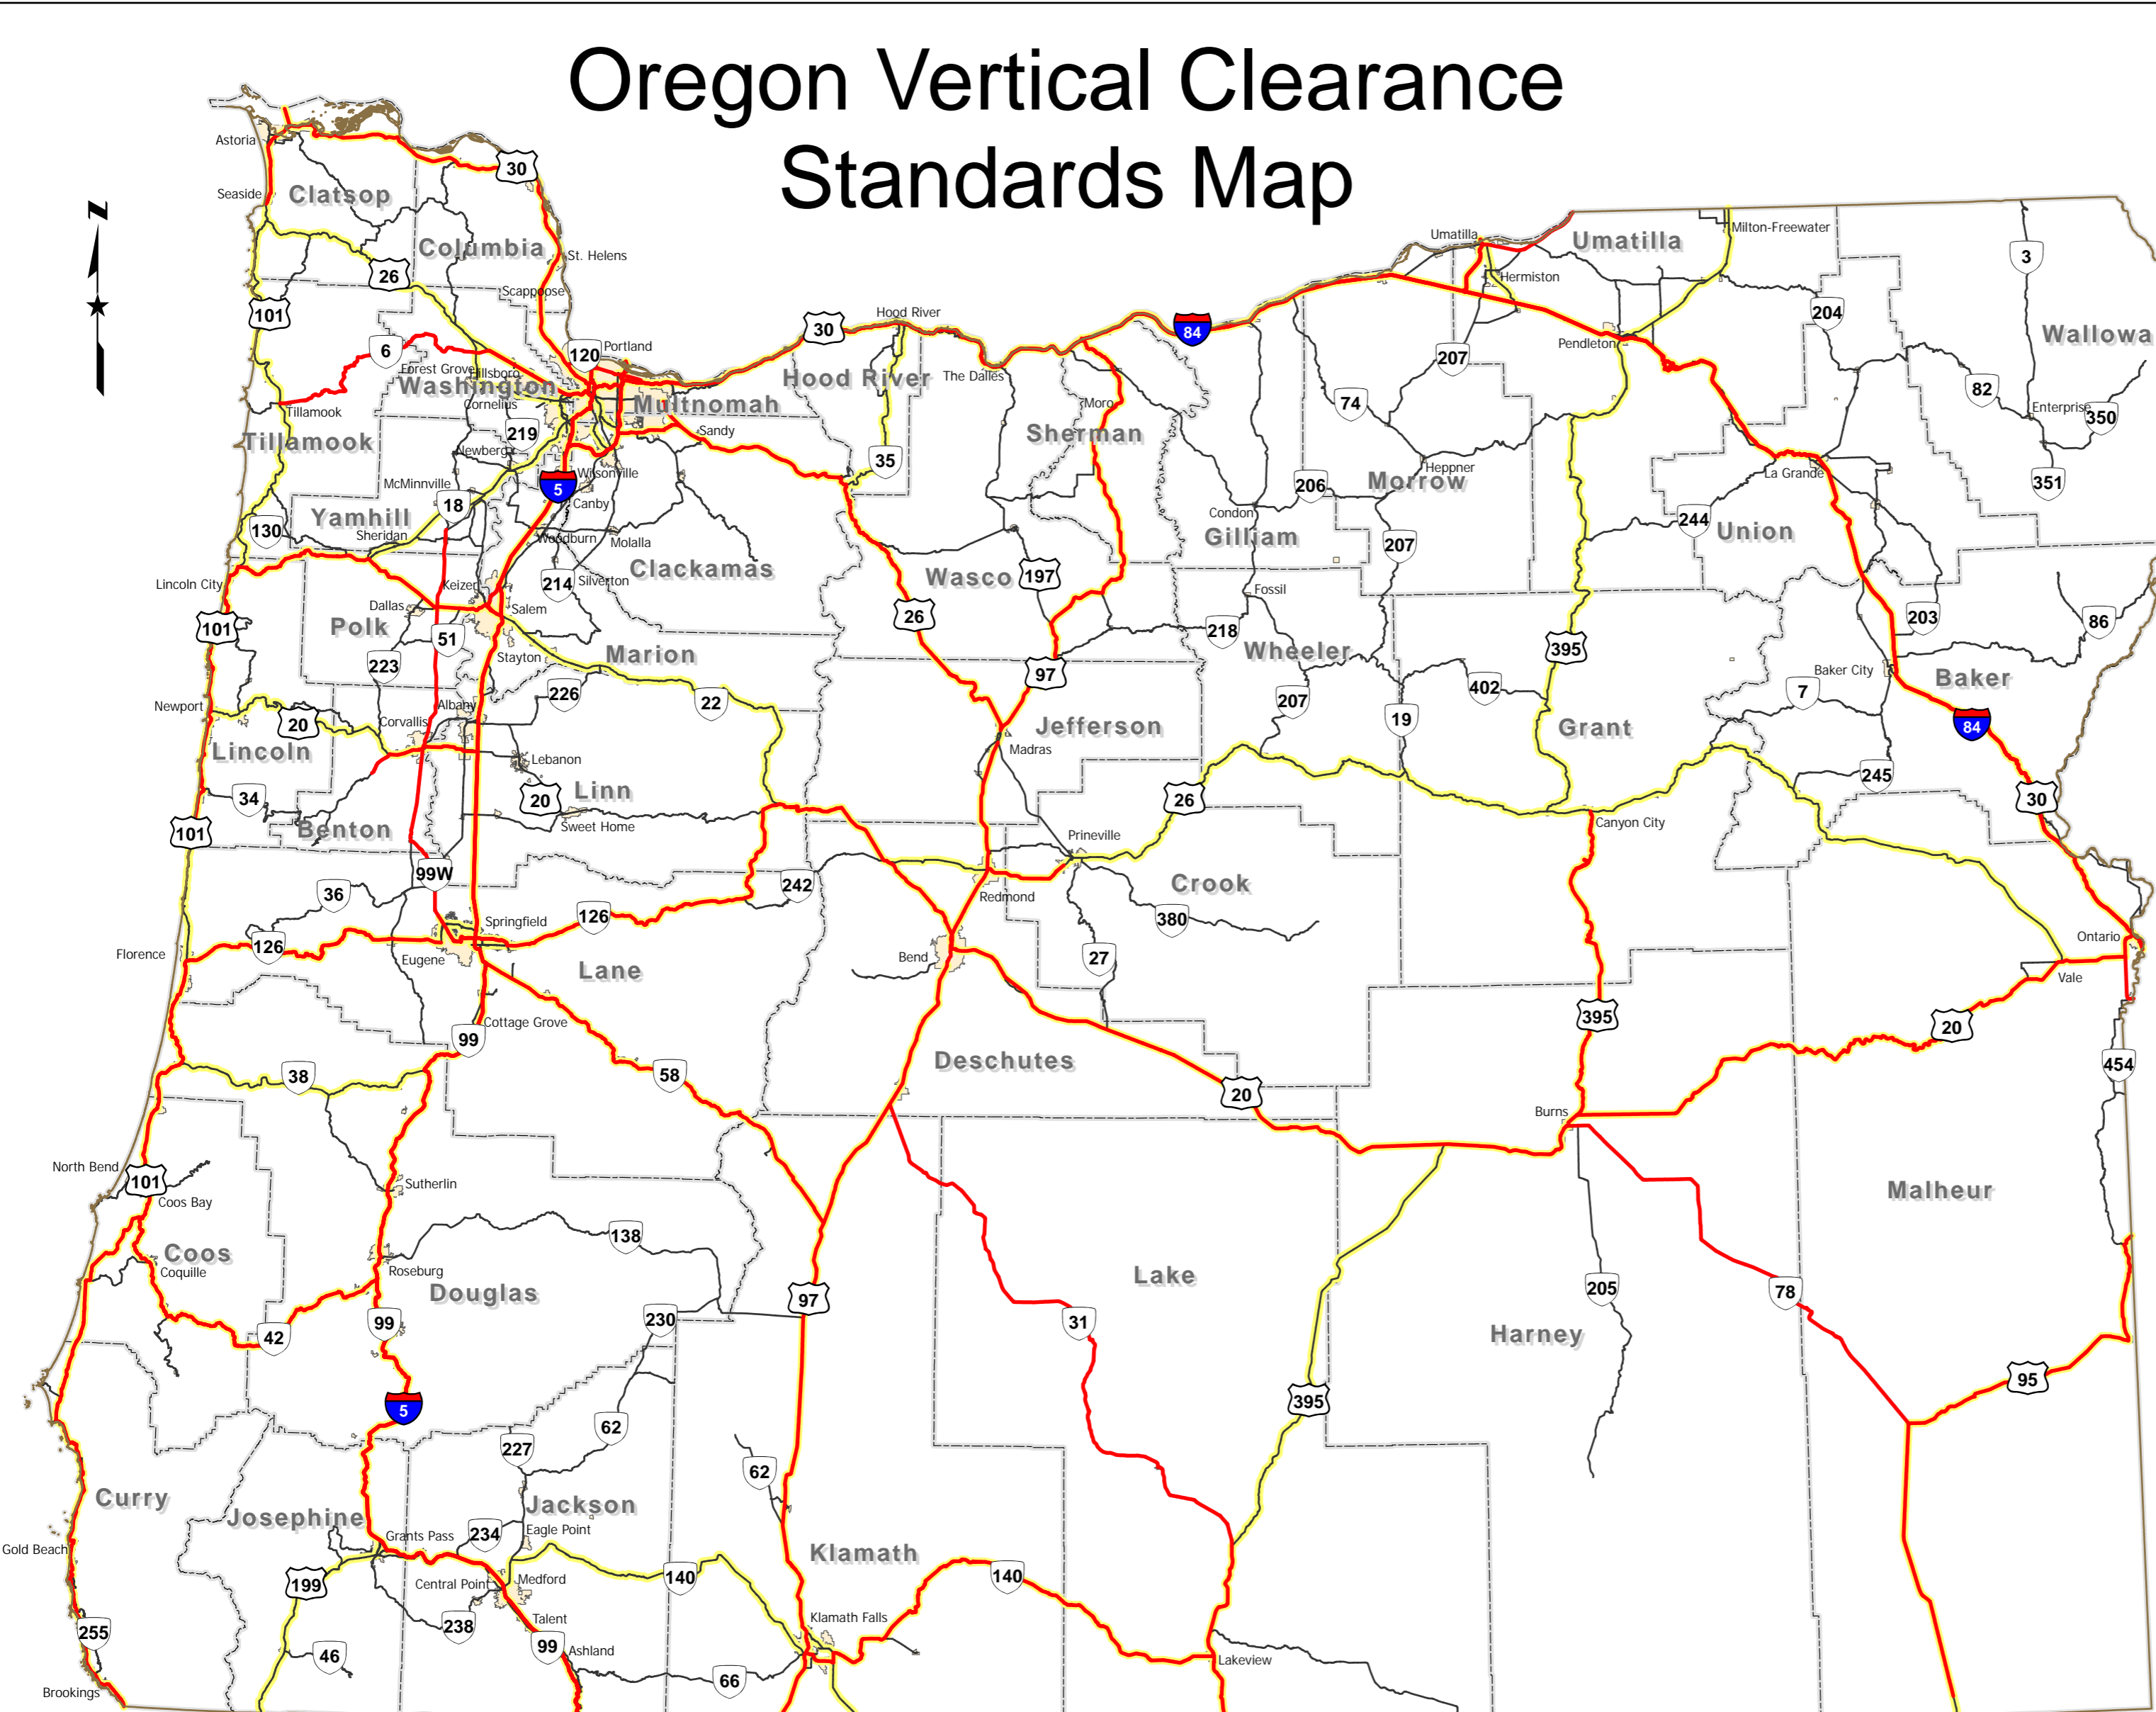 Oregon Vertical Clearance
Standards Map
N
Astoria
30
Seaside
Clatsop
Umatilla
Umatilla
Milton-Freewater
Columbia
St. Helens
3
26
Hermiston
Scappoose
101
Hood River
30
84
204
Wallowa
6
120
Portland
Pendleton
207
Forest Grove
Hillsboro
Washington
Hood River
The Dalles
82
Cornelius
Multnomah
Moro
74
Enterprise
350
Tillamook
Tillamook
219
Sandy
Sherman
Newberg
35
Heppner
La Grande
Wilsonville
McMinnville
5
206
Morrow
351
18
Canby
Condon
Yamhill
130
Sheridan
Woodburn
Molalla
Gilliam
207
244
Union
Lincoln City
Keizer
214
Silverton
Clackamas
Wasco
197
Dallas
Salem
Fossil
101
Polk
51
26
218
203
86
Stayton
Marion
Wheeler
395
223
97
Baker City
Baker
226
22
207
402
7
Newport
20
Albany
Corvallis
19
Grant
84
Lincoln
Jefferson
Madras
Lebanon
34
20
Linn
26
245
30
101
Benton
Sweet Home
Prineville
Canyon City
99W
36
242
Redmond
Crook
126
Springfield
126
380
Florence
Eugene
Lane
Bend
27
Ontario
Vale
Cottage Grove
99
395
20
38
58
Deschutes
454
20
Burns
North Bend
101
Coos Bay
Sutherlin
Malheur
138
Coos
Coquille
Roseburg
Douglas
Lake
97
205
78
42
99
230
31
Harney
95
5
395
227
62
62
Curry
Josephine
Jackson
Grants Pass
234
Eagle Point
Gold Beach
Klamath
199
Central Point
Medford
140
140
255
238
Talent
Klamath Falls
46
99
Ashland
66
Lakeview
Brookings